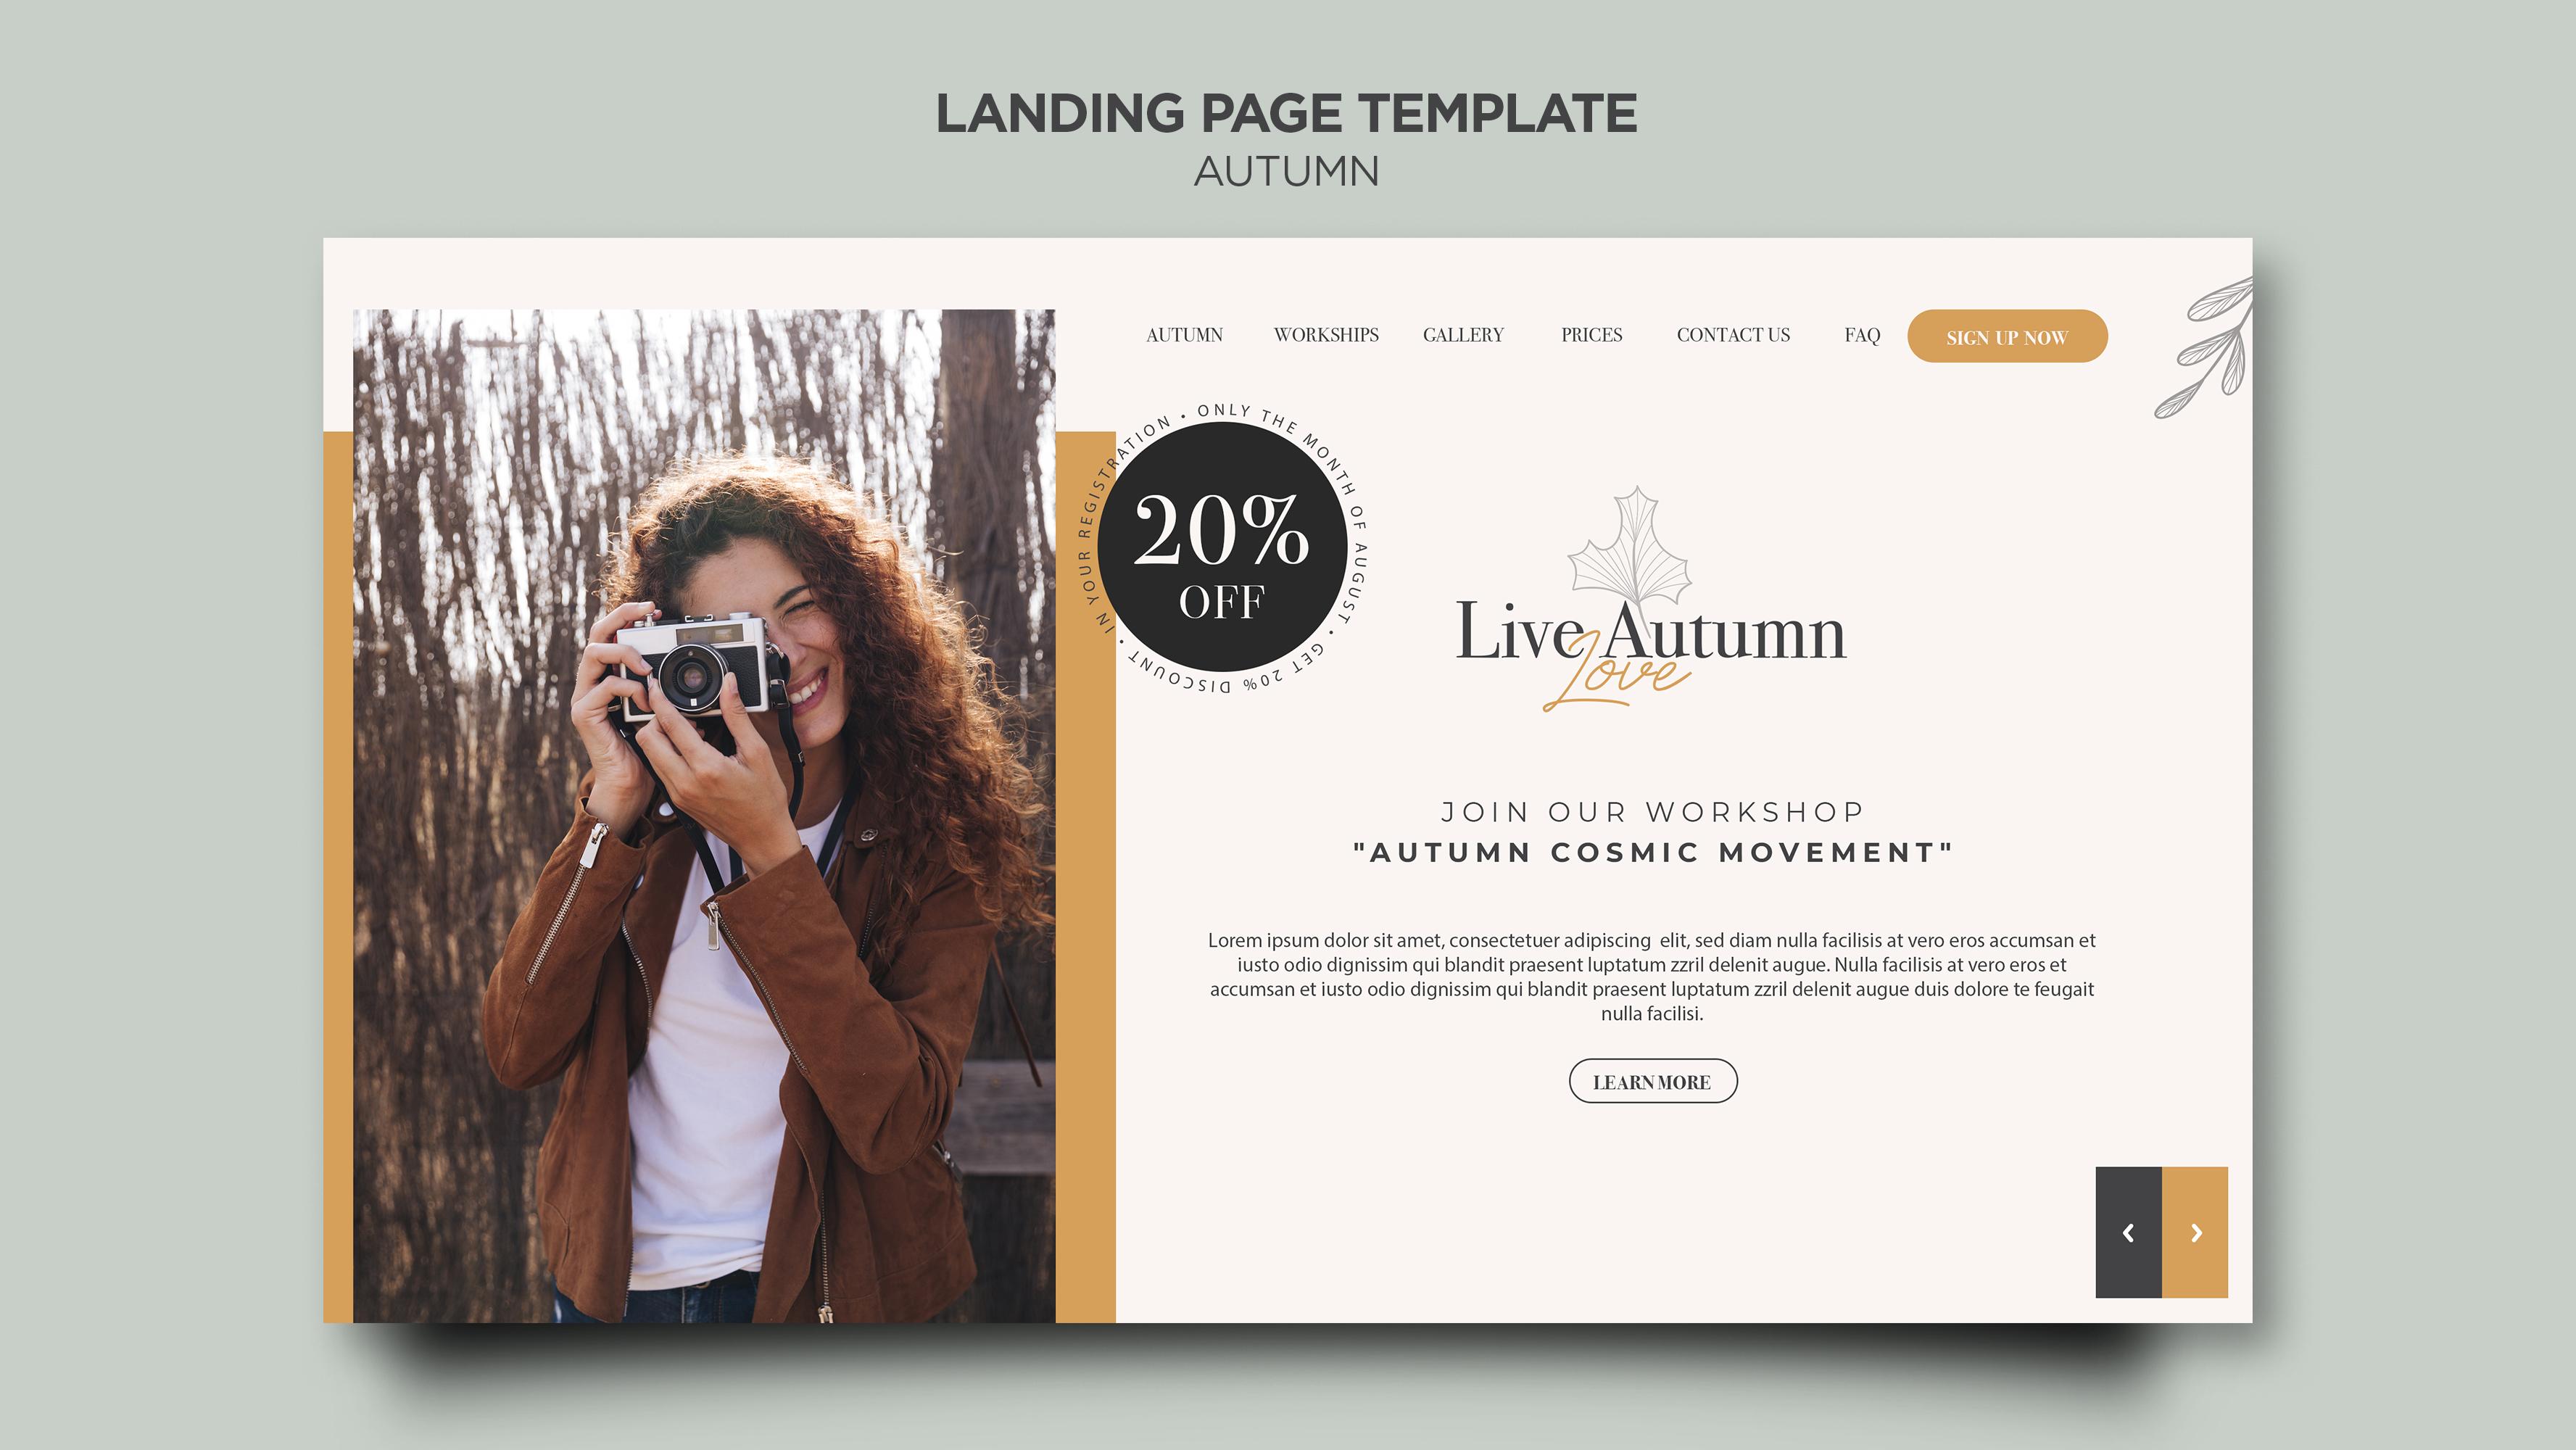 LANDING PAGE TEMPLATE
AUTUMN
AUTUMN WORKSHOPS GALLERY PRICES CONTACT US FAQ SIGN UP NOW
ONLY THE MONTH OF AUGUST • GET 20% DISCOUNT • IN YOUR REGISTRATION •
20%
OFF
Live Autumn
Love
JOIN OUR WORKSHOP
"AUTUMN COSMIC MOVEMENT"
Lorem ipsum dolor sit amet, consectetuer adipiscing  elit, sed diam nulla facilisis at vero eros accumsan et
iusto odio dignissim qui blandit praesent luptatum zzril delenit augue. Nulla facilisis at vero eros et
accumsan et iusto odio dignissim qui blandit praesent luptatum zzril delenit augue duis dolore te feugait
nulla facilisi.
LEARN MORE